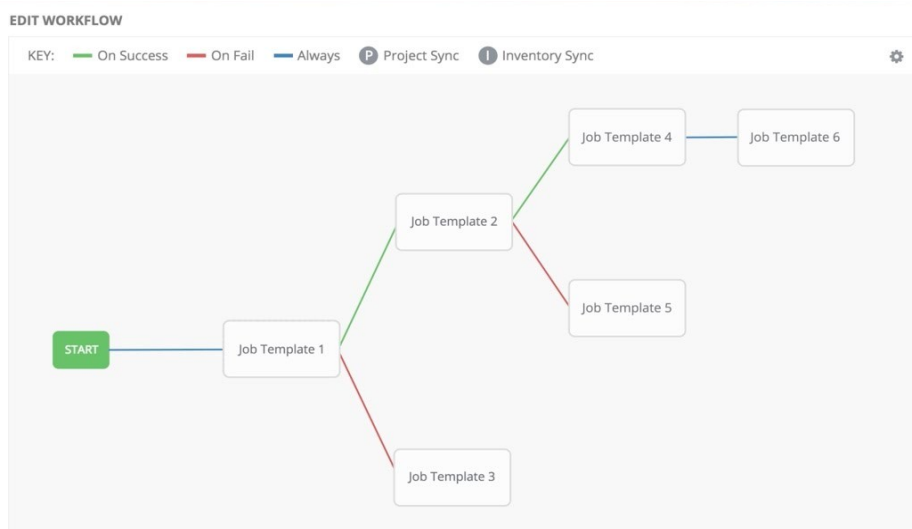 EDIT WORKFLOW
KEY: On Success On Fail Always P Project Sync I Inventory Sync
Job Template 4
Job Template 6
Job Template 2
Job Template 5
START
Job Template 1
Job Template 3